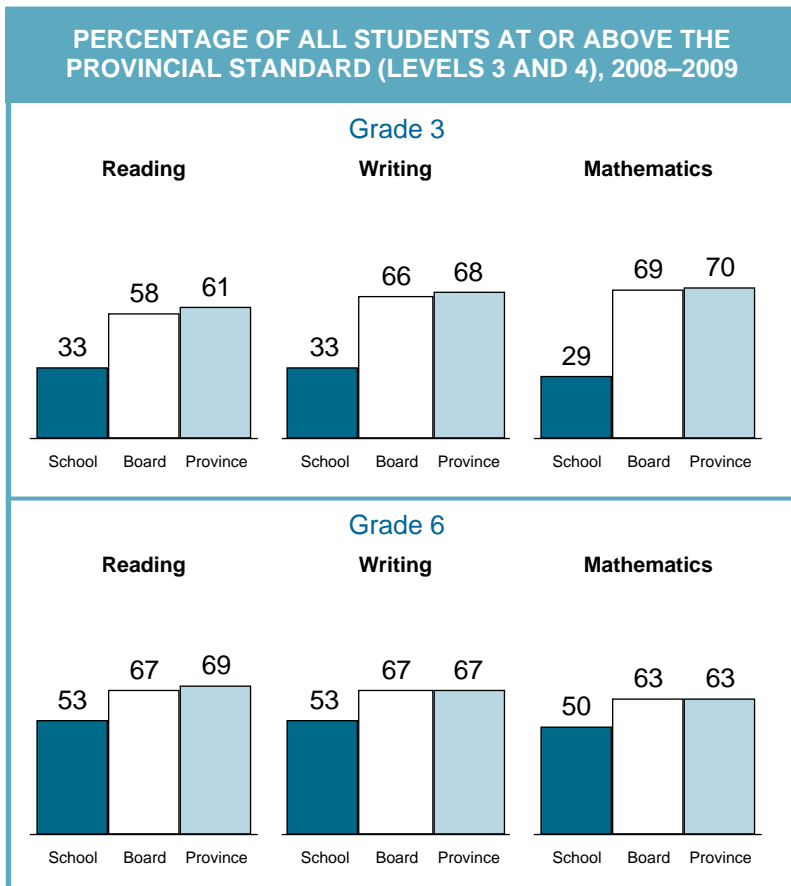 PERCENTAGE OF ALL STUDENTS AT OR ABOVE THE
PROVINCIAL STANDARD (LEVELS 3 AND 4), 2008–2009
Grade 3
Reading Writing Mathematics
33 58 61 33 66 68 29 69 70
School Board Province School Board Province School Board Province
Grade 6
Reading Writing Mathematics
53 67 69 53 67 67 50 63 63
School Board Province School Board Province School Board Province